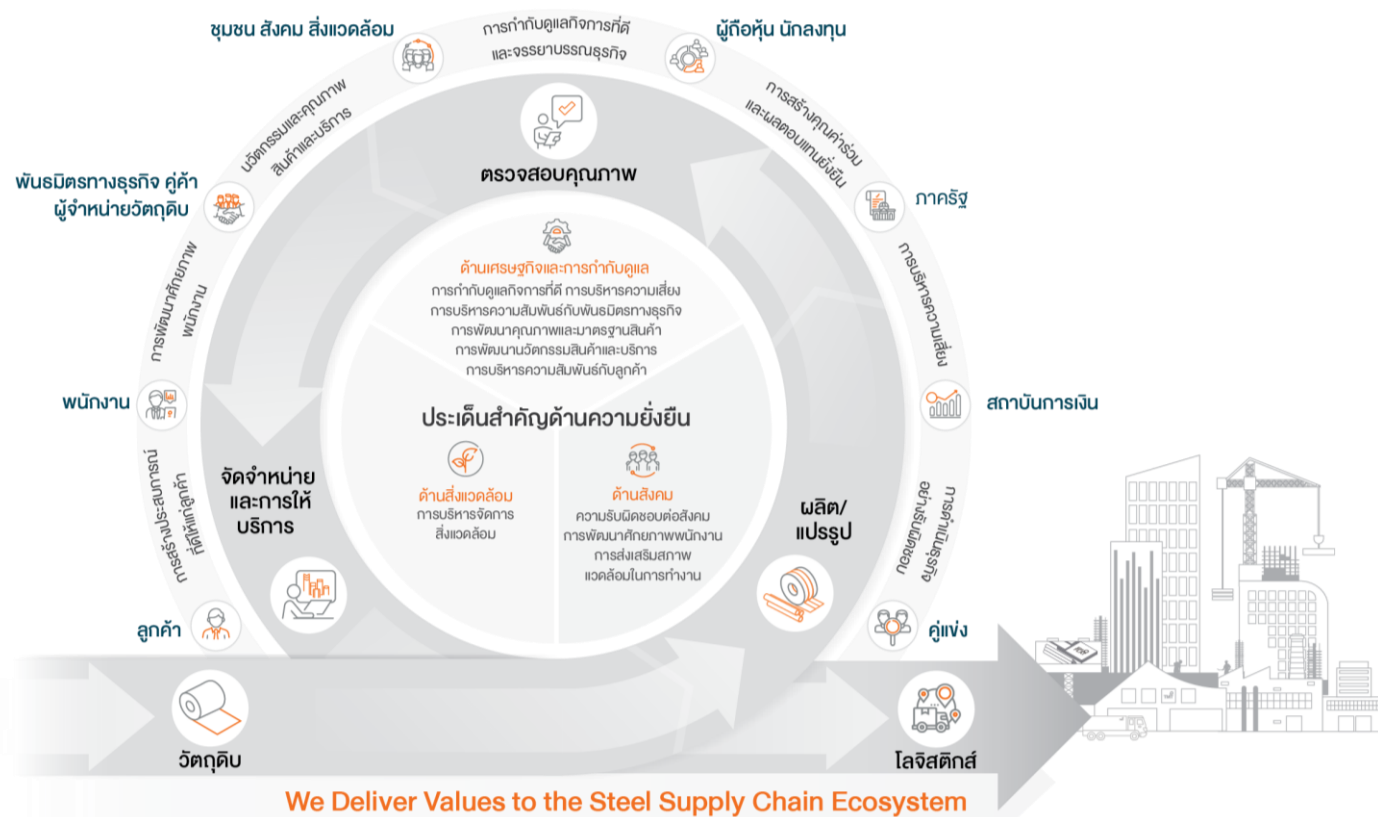 ชุมชน สังคม สิ่งแวดล้อม
การกำกับดูแลกิจการที่ดี
และจรรยาบรรณธุรกิจ
ผู้ถือหุ้น นักลงทุน
นวัตกรรมและคุณภาพ
สินค้าและบริการ
การสร้างคุณค่าร่วม
และผลตอบแทนยั่งยืน
ตรวจสอบคุณภาพ
พันธมิตรทางธุรกิจ คู่ค้า
ผู้จำหน่ายวัตถุดิบ
ภาครัฐ
การพัฒนาศักยภาพ
พนักงาน
การบริหารความเสี่ยง
ด้านเศรษฐกิจและการกำกับดูแล
การกำกับดูแลกิจการที่ดี การบริหารความเสี่ยง
การบริหารความสัมพันธ์กับพันธมิตรทางธุรกิจ
การพัฒนาคุณภาพและมาตรฐานสินค้า
การพัฒนานวัตกรรมสินค้าและบริการ
การบริหารความสัมพันธ์กับลูกค้า
พนักงาน
สถาบันการเงิน
ประเด็นสำคัญด้านความยั่งยืน
จัดจำหน่าย
และการให้
บริการ
ด้านสิ่งแวดล้อม
การบริหารจัดการ
สิ่งแวดล้อม
ด้านสังคม
ความรับผิดชอบต่อสังคม
การพัฒนาศักยภาพพนักงาน
การส่งเสริมสภาพ
แวดล้อมในการทำงาน
ผลิต/
แปรรูป
การสร้างประสบการณ์
ที่ดีให้แก่ลูกค้า
การดำเนินธุรกิจ
อย่างรับผิดชอบ
ลูกค้า
คู่แข่ง
วัตถุดิบ
โลจิสติกส์
We Deliver Values to the Steel Supply Chain Ecosystem